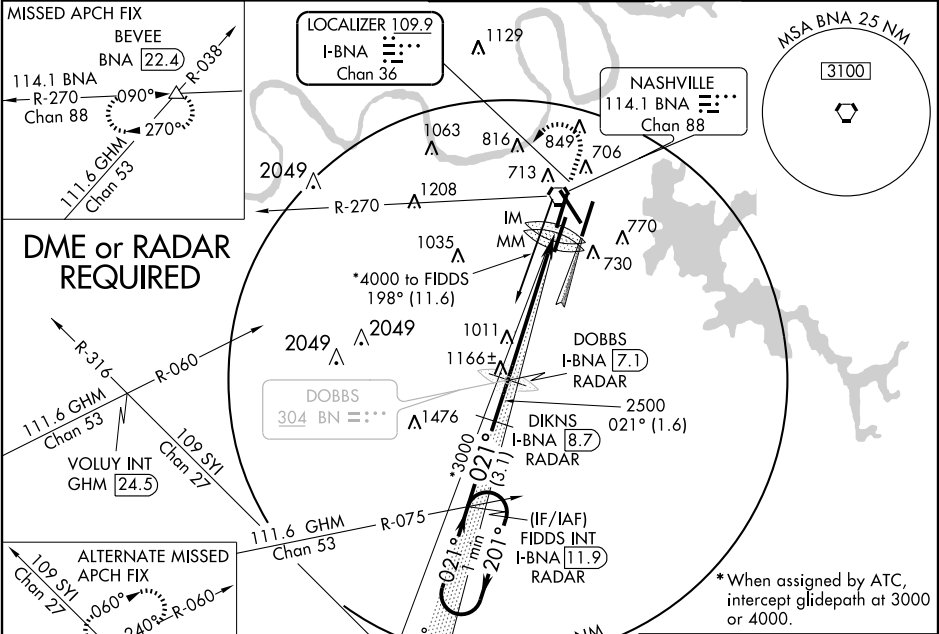 MISSED APCH FIX
BEVEE
BNA 22.4
R-038
114.1 BNA
R-270
Chan 88
090°
270°
111.6 GHM
Chan 53
LOCALIZER 109.9
I-BNA
Chan 36
1129
NASHVILLE
114.1 BNA
Chan 88
MSA BNA 25 NM
3100
1063
816
849
706
713
2049
1208
R-270
IM
MM
770
730
1035
DME or RADAR
REQUIRED
*4000 to FIDDS
198° (11.6)
2049
2049
1011
1166±
DOBBS
I-BNA 7.1
RADAR
R-316
R-060
111.6 GHM
Chan 53
DOBBS
304 BN
1476
2500
021° (1.6)
DIKNS
I-BNA 8.7
RADAR
VOLUY INT
GHM 24.5
109 SYI
Chan 27
*3000
021°
(3.1)
111.6 GHM
Chan 53
R-075
(IF/IAF)
FIDDS INT
I-BNA 11.9
RADAR
021°
1 min
201°
ALTERNATE MISSED
APCH FIX
109 SYI
Chan 27
060°
240°
R-060
NM
* When assigned by ATC,
intercept glidepath at 3000
or 4000.